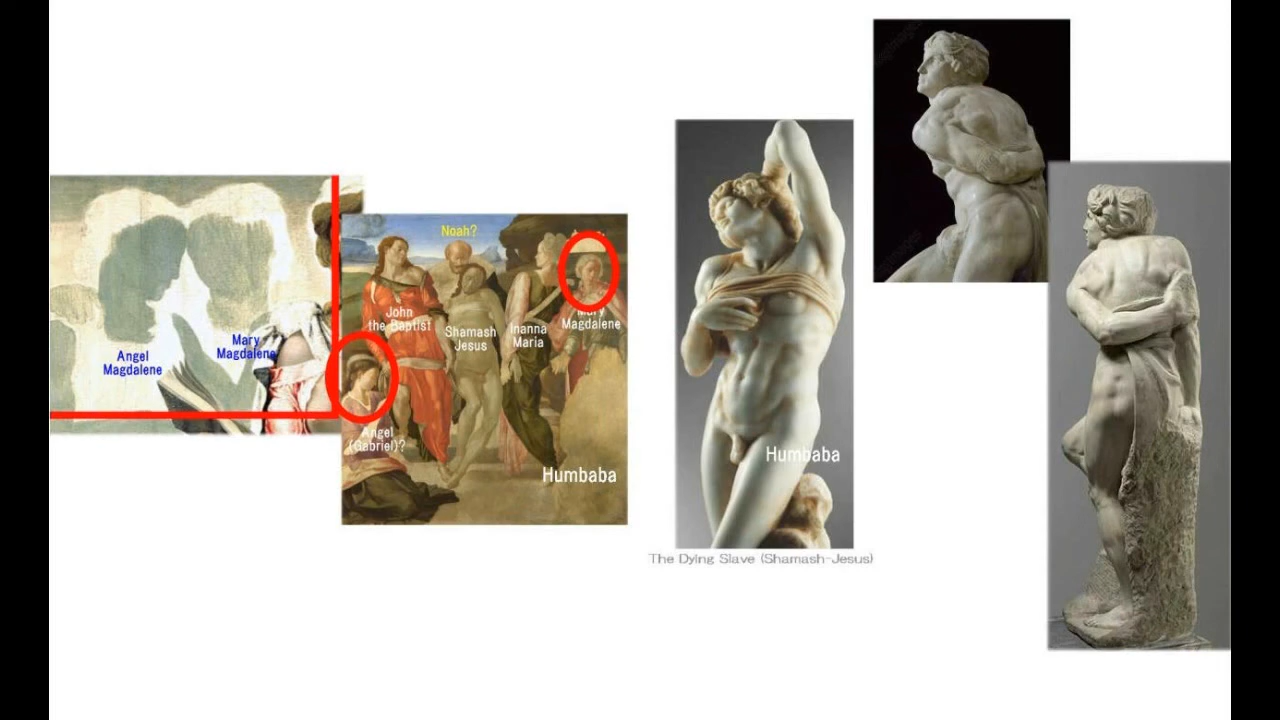 Angel
Magdalene
Mary
Magdalene
Noah?
John
the Baptist
Shamash
Jesus
Inanna
Maria
Mary
Magdalene
Angel
(Gabriel)?
Humbaba
Humbaba
The Dying Slave (Shamash-Jesus)